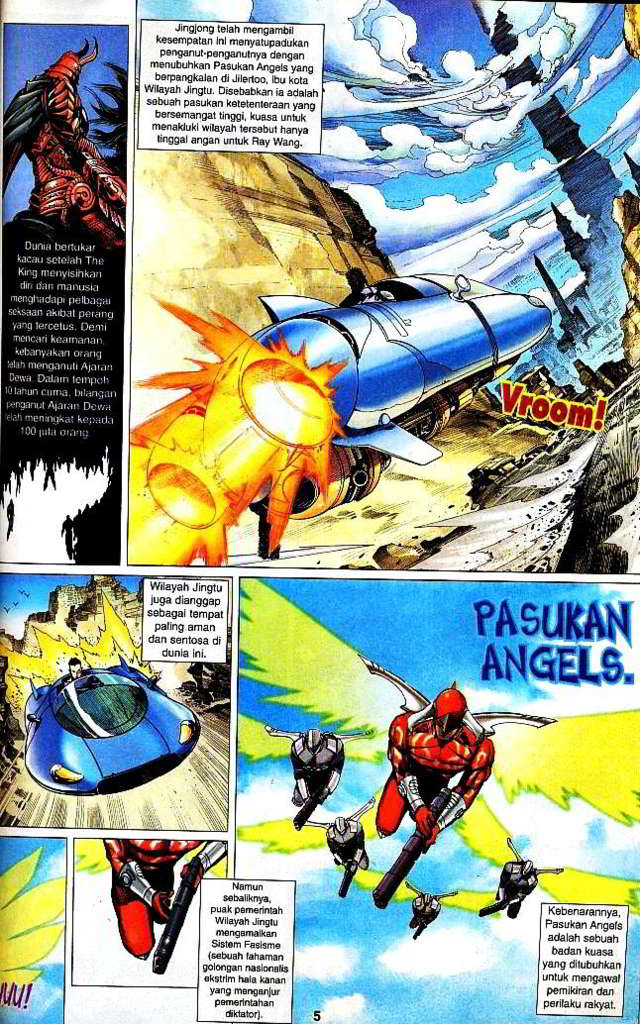 Jingjong telah mengambil
kesempatan ini menyatupadukan
penganut-penganutnya dengan
menubuhkan Pasukan Angels yang
berpangkalan di Jilertoo, Ibu kota
Wilayah Jingtu. Disebabkan ia adalah
sebuah pasukan ketetenteraan yang
bersemangat tinggi, kuasa untuk
menakluki wilayah tersebut hanya
tinggal angan untuk Ray Wang.
Dunia bertukar
kacau setelah The
King menyisihkan
diri dan manusia
menghadapi pelbagai
seksaan akibat perang
yang tercetus. Demi
mencari keamanan,
kebanyakan orang
telah menganuti Ajaran
Dewa. Dalam tempoh
10 tahun cuma, bilangan
penganut Ajaran Dewa
telah meningkat kepada
100 juta orang.
Vroom!
Wilayah Jingtu
juga dianggap
sebagai tempat
paling aman
dan sentosa di
dunia ini.
PASUKAN
ANGELS.
Namun
sebaliknya,
puak pemerintah
Wilayah Jingtu
mengamalkan
Sistem Fasisme
(sebuah fahaman
golongan nasionalis
ekstrim hala kanan
yang menganjur
pemerintahan
diktator).
Kebenarannya,
Pasukan Angels
adalah sebuah
badan kuasa
yang ditubuhkan
untuk mengawal
pemikiran dan
perilaku rakyat.
5